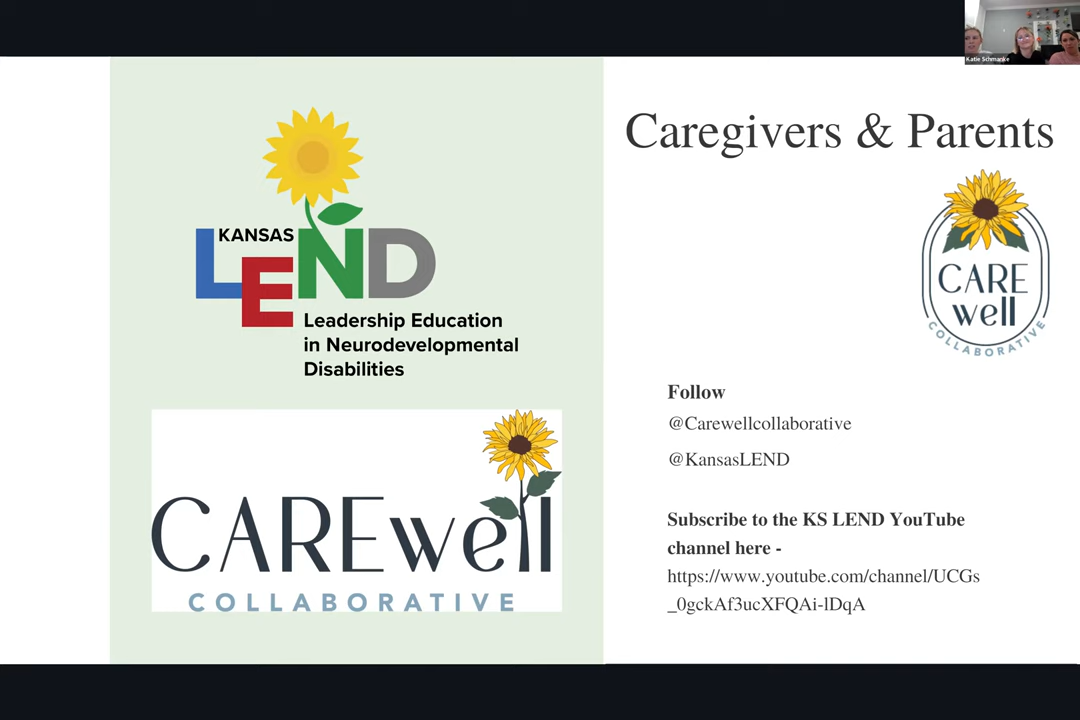 Katie Schmanke
KANSAS
LEND
Leadership Education
in Neurodevelopmental
Disabilities
CAREwell
COLLABORATIVE
Caregivers & Parents
CARE
well
COLLABORATIVE
Follow
@Carewellcollaborative
@KansasLEND
Subscribe to the KS LEND YouTube
channel here -
https://www.youtube.com/channel/UCGs
_0gckAf3ucXFQAi-lDqA